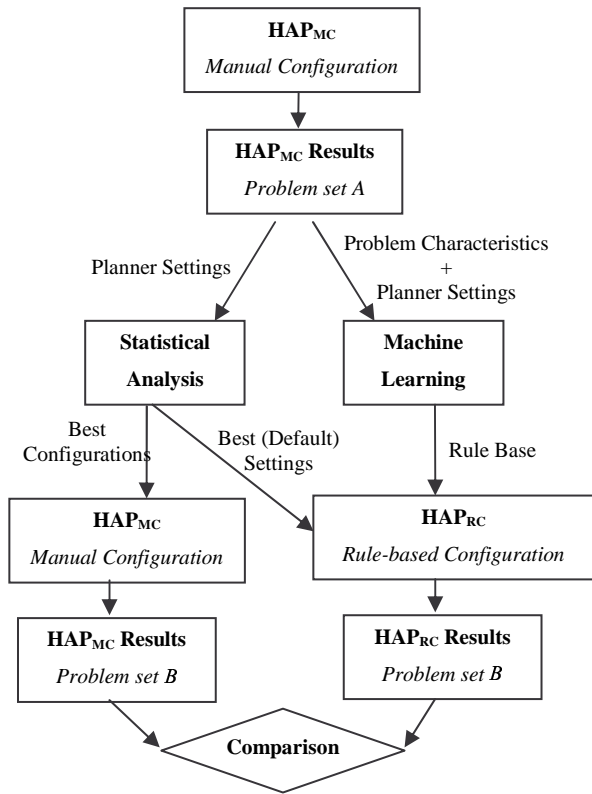 HAPMC
Manual Configuration
HAPMC Results
Problem set A
Planner Settings
Problem Characteristics
+
Planner Settings
Statistical
Analysis
Machine
Learning
Best
Configurations
Best (Default)
Settings
Rule Base
HAPMC
Manual Configuration
HAPRC
Rule-based Configuration
HAPMC Results
Problem set B
HAPRC Results
Problem set B
Comparison